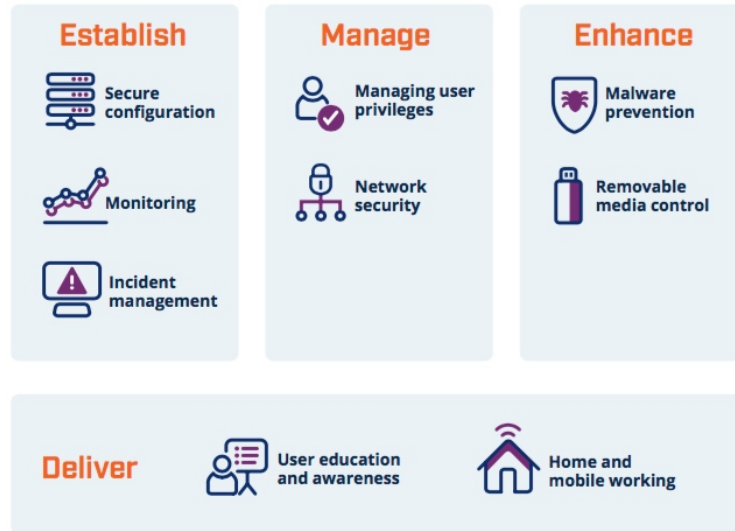 Establish
Secure
configuration
Monitoring
Incident
management
Manage
Managing user
privileges
Network
security
Enhance
Malware
prevention
Removable
media control
Deliver
User education
and awareness
Home and
mobile working